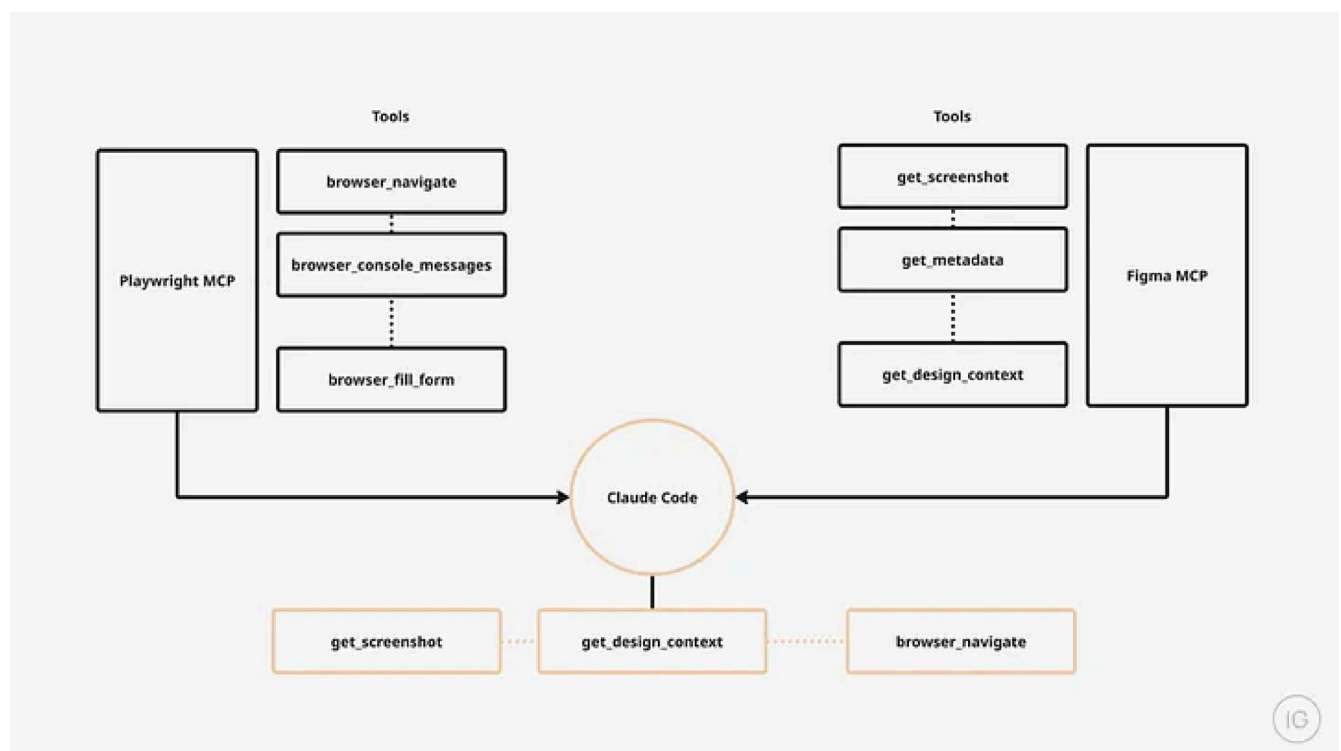 Tools
Tools
Playwright MCP
browser_navigate
browser_console_messages
browser_fill_form
get_screenshot
get_metadata
get_design_context
Figma MCP
Claude Code
get_screenshot
get_design_context
browser_navigate
IG